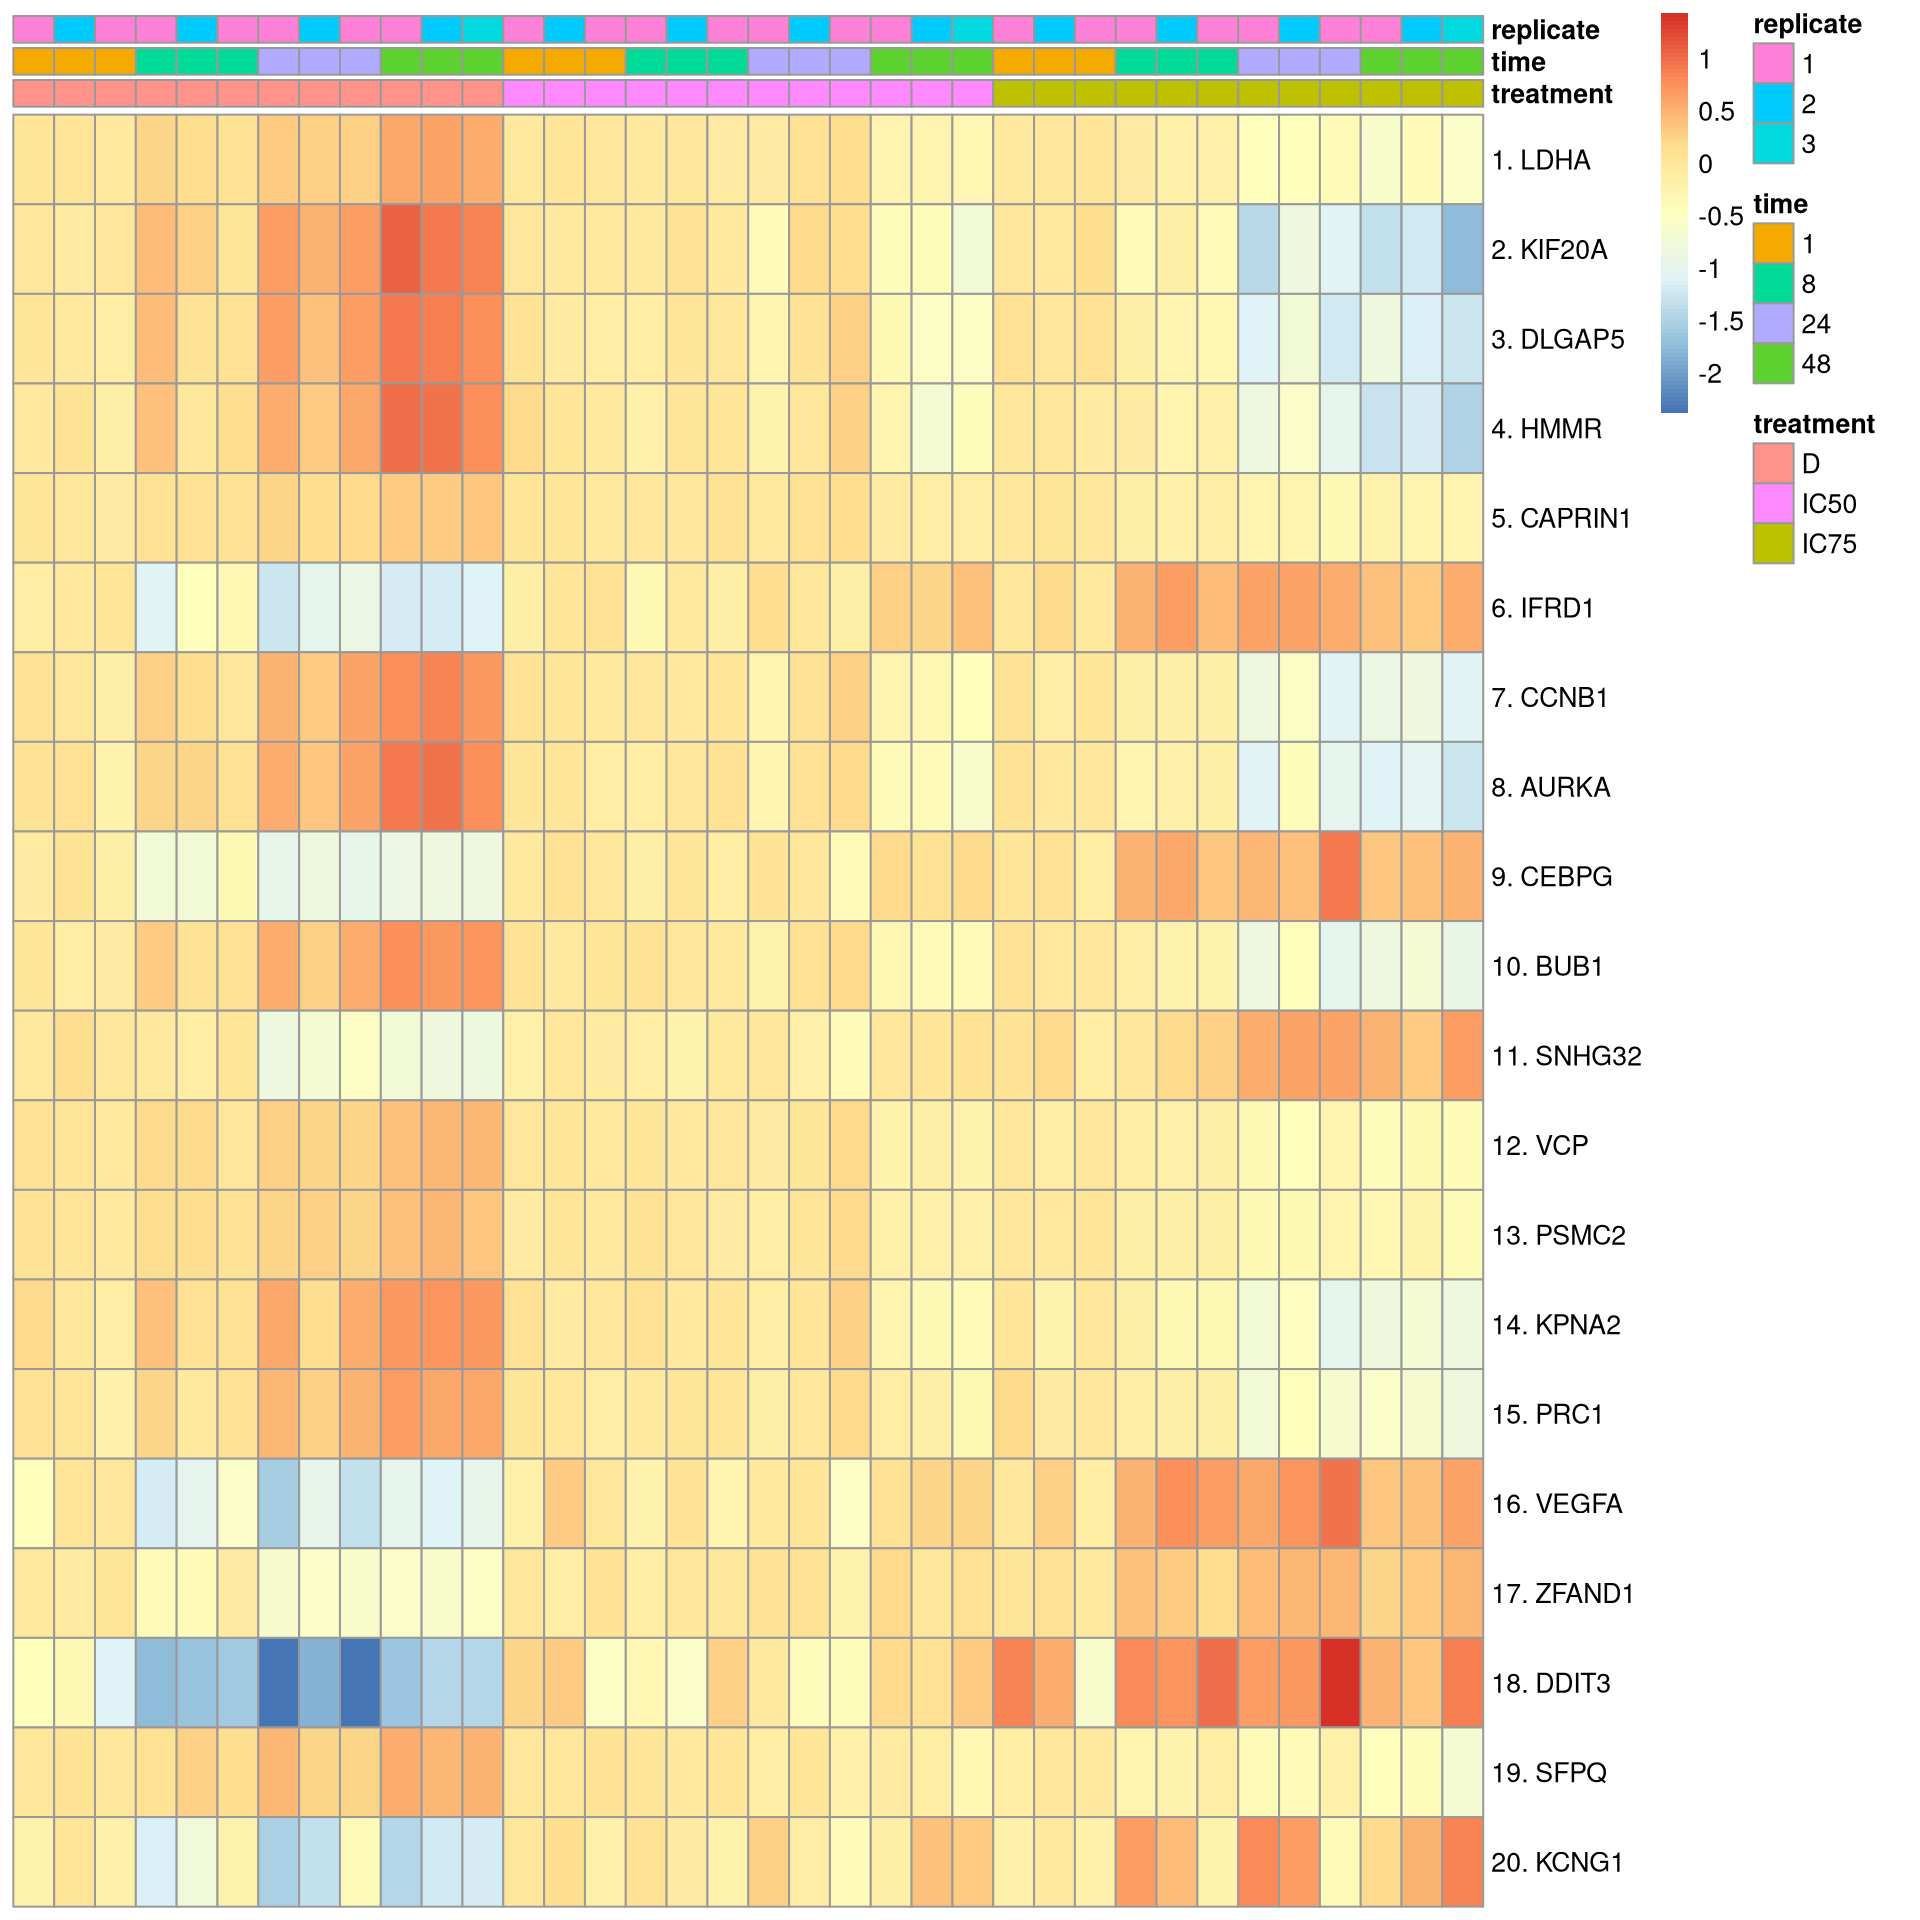 replicate
time
treatment
1. LDHA
2. KIF20A
3. DLGAP5
4. HMMR
5. CAPRIN1
6. IFRD1
7. CCNB1
8. AURKA
9. CEBPG
10. BUB1
11. SNHG32
12. VCP
13. PSMC2
14. KPNA2
15. PRC1
16. VEGFA
17. ZFAND1
18. DDIT3
19. SFPQ
20. KCNG1
1
0.5
0
-0.5
-1
-1.5
-2
replicate
1
2
3
time
1
8
24
48
treatment
D
IC50
IC75